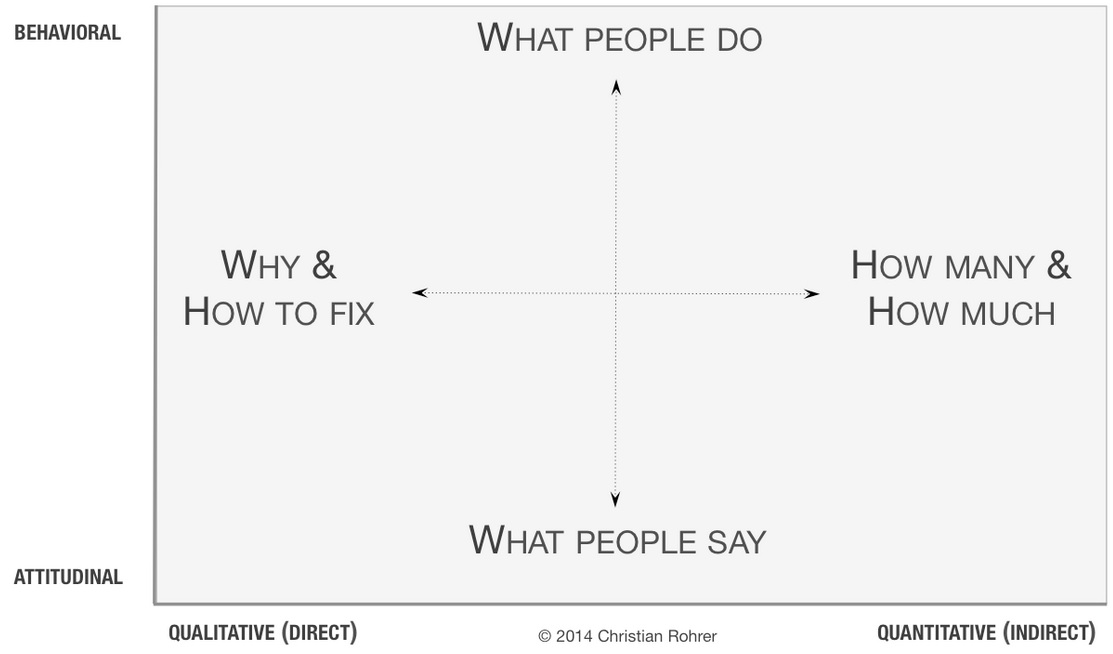 BEHAVIORAL
WHAT PEOPLE DO
WHY &
HOW TO FIX
HOW MANY &
HOW MUCH
WHAT PEOPLE SAY
ATTITUDINAL
QUALITATIVE (DIRECT)
© 2014 Christian Rohrer
QUANTITATIVE (INDIRECT)